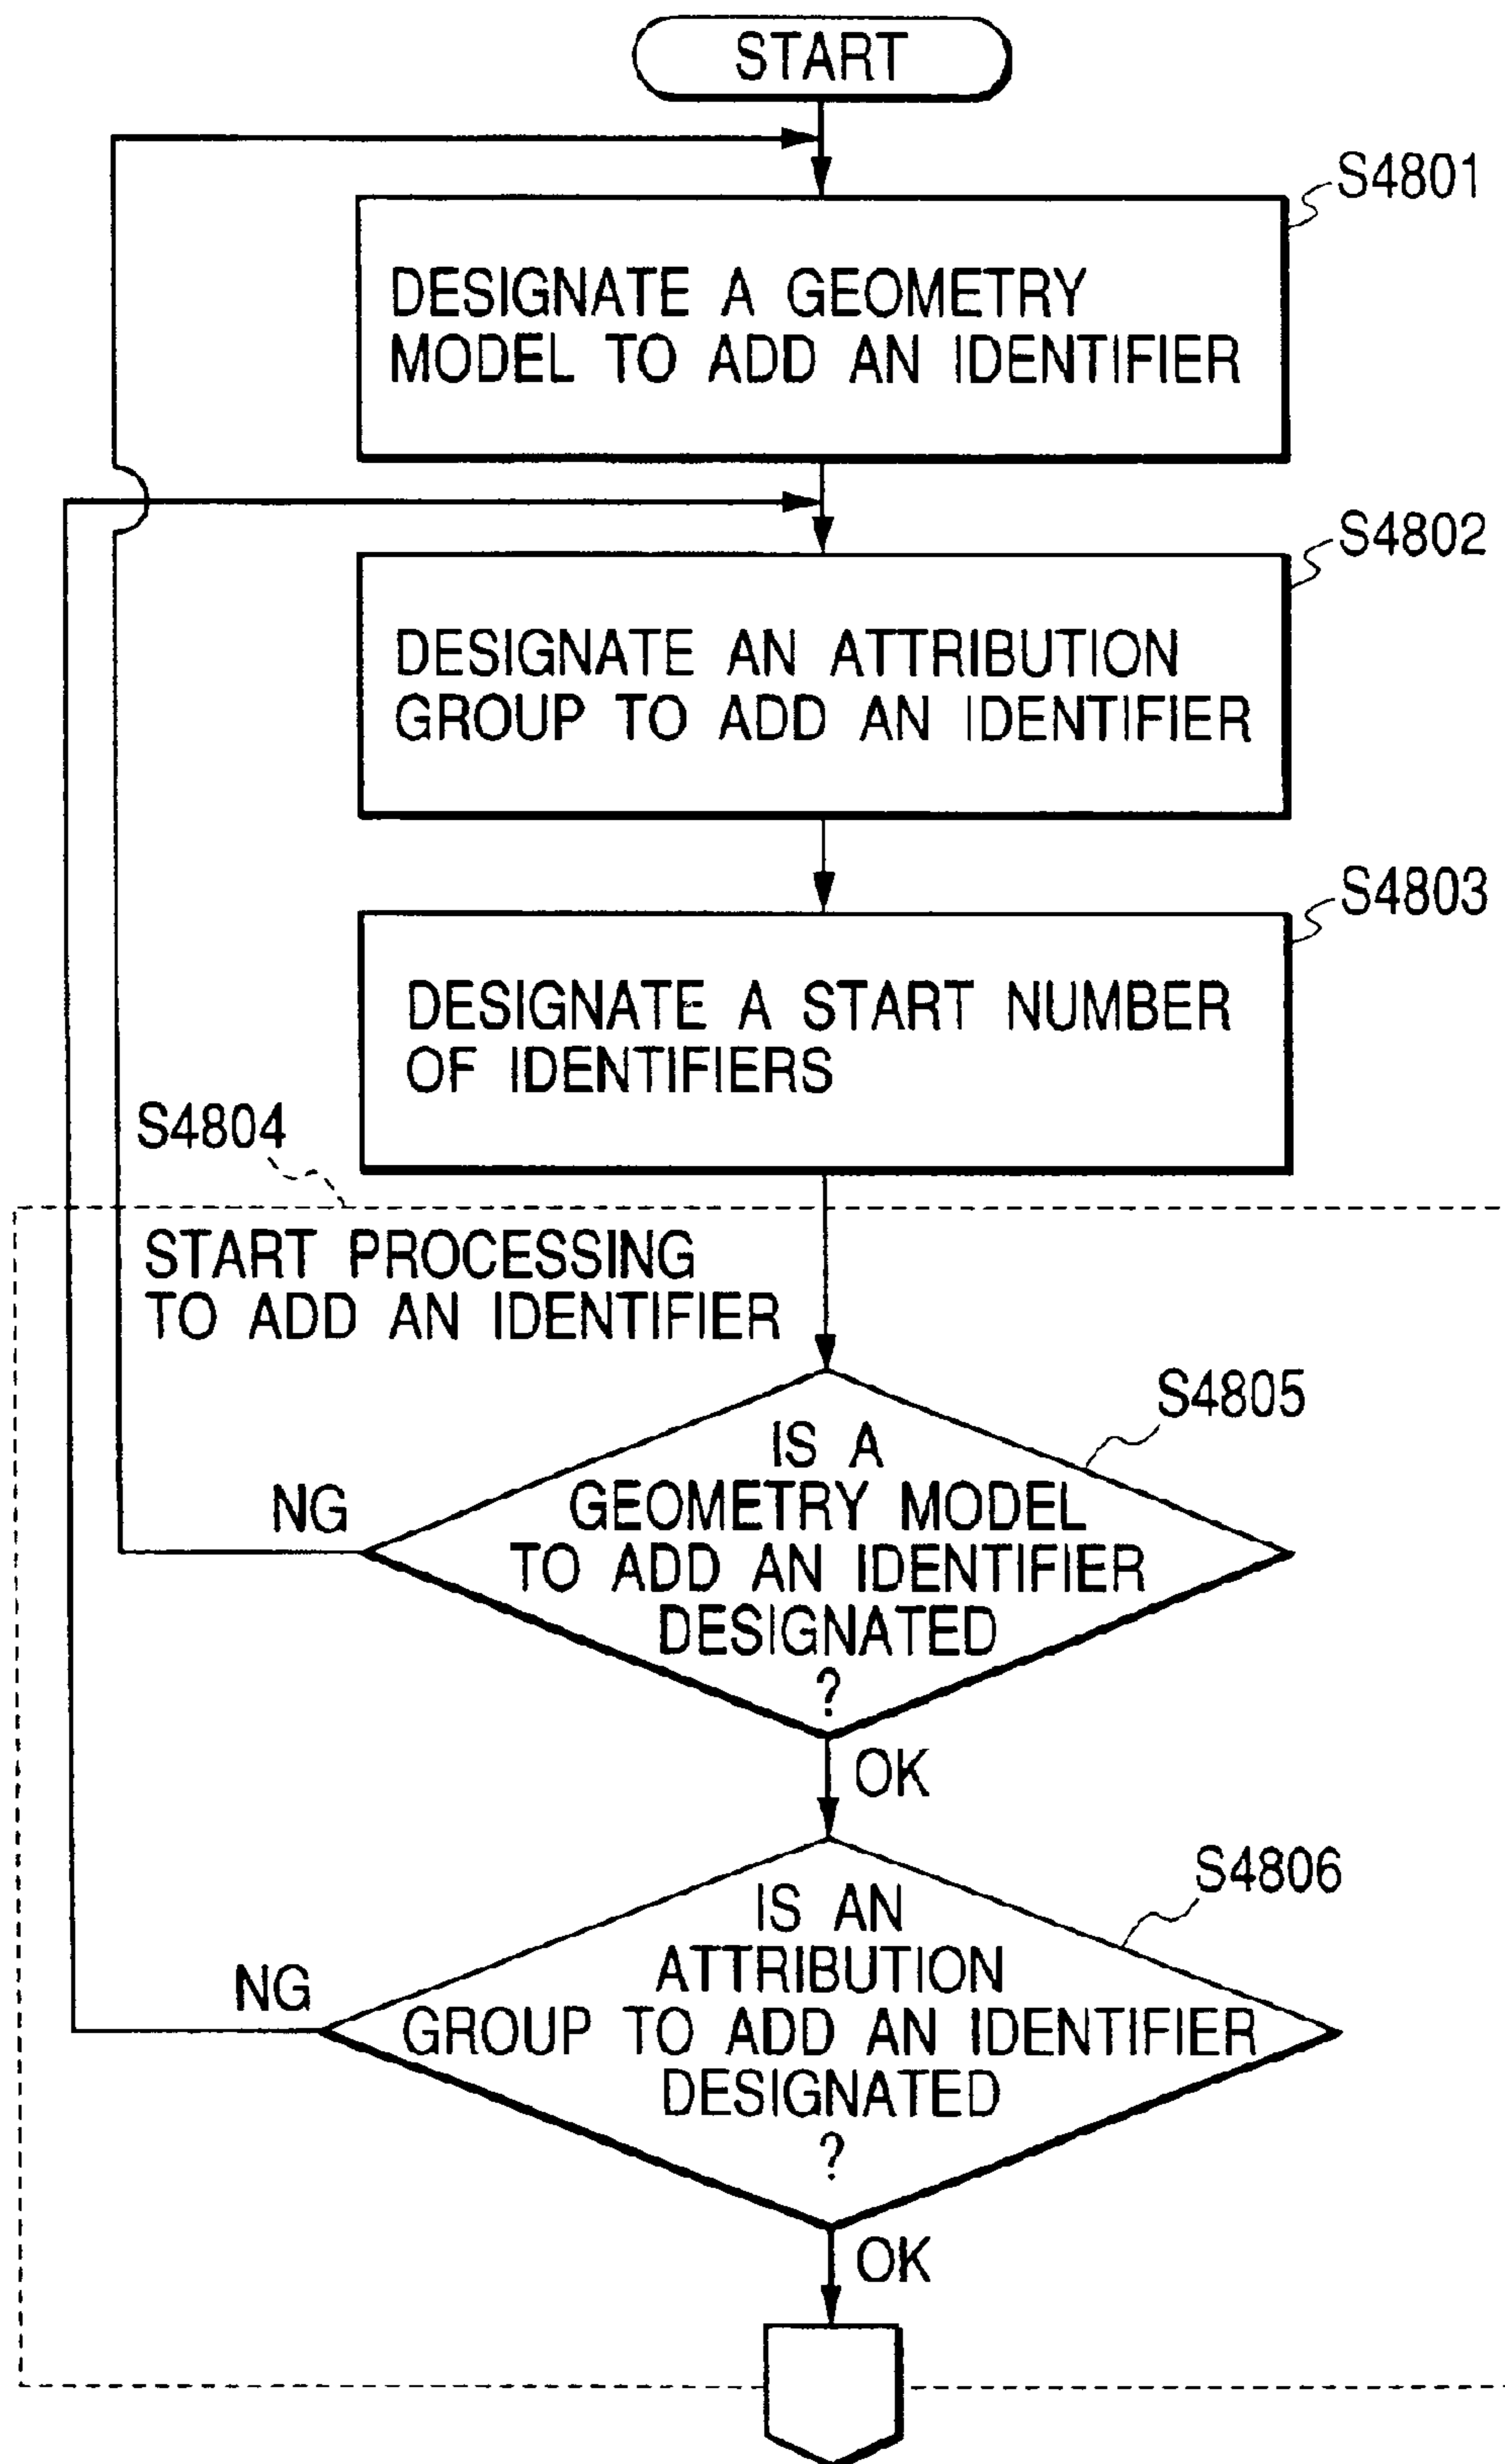 START
S4801
DESIGNATE A GEOMETRY
MODEL TO ADD AN IDENTIFIER
S4802
DESIGNATE AN ATTRIBUTION
GROUP TO ADD AN IDENTIFIER
S4803
DESIGNATE A START NUMBER
OF IDENTIFIERS
S4804
START PROCESSING
TO ADD AN IDENTIFIER
S4805
IS A
GEOMETRY MODEL
TO ADD AN IDENTIFIER
DESIGNATED
?
NG
OK
S4806
IS AN
ATTRIBUTION
GROUP TO ADD AN IDENTIFIER
DESIGNATED
?
NG
OK